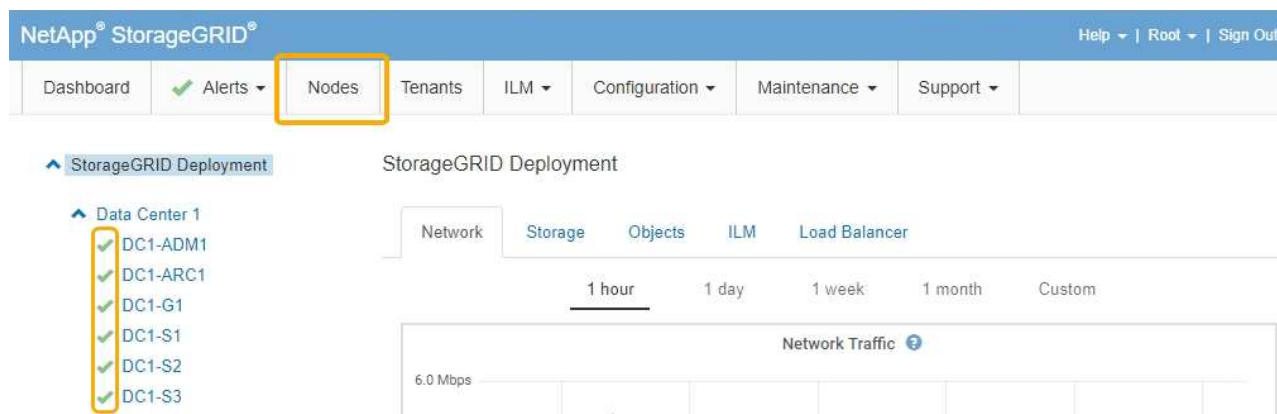 NetApp® StorageGRID®
Help | Root | Sign Out
Dashboard Alerts Nodes Tenants ILM Configuration Maintenance Support
StorageGRID Deployment
Data Center 1
DC1-ADM1
DC1-ARC1
DC1-G1
DC1-S1
DC1-S2
DC1-S3
StorageGRID Deployment
Network Storage Objects ILM Load Balancer
1 hour 1 day 1 week 1 month Custom
Network Traffic ?
6.0 Mbps